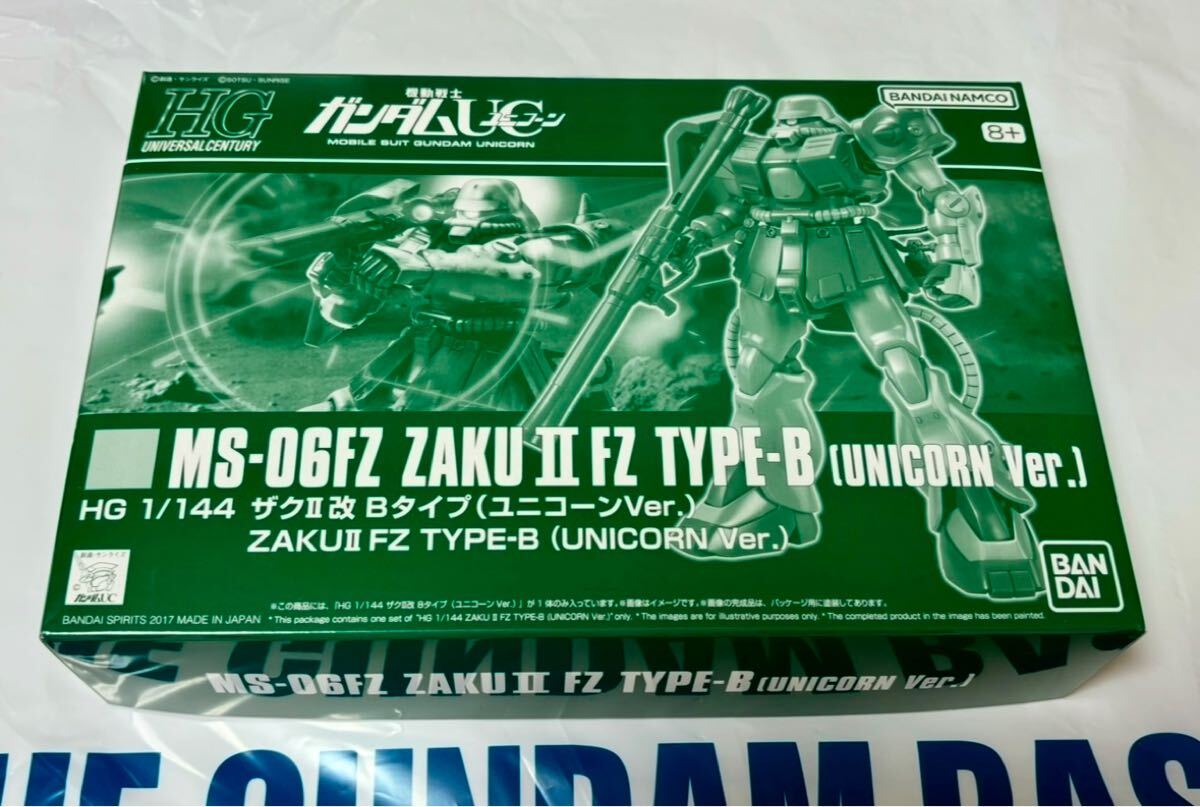 ©創通・サンライズ ©SOTSU・SUNRISE
HG
UNIVERSAL CENTURY
機動戦士
ガンダムUC
ユニコーン
MOBILE SUIT GUNDAM UNICORN
BANDAI NAMCO
8+
MS-06FZ ZAKU II FZ TYPE-B (UNICORN Ver.)
HG 1/144 ザクII改 Bタイプ(ユニコーンVer.)
ZAKUII FZ TYPE-B (UNICORN Ver.)
創通・サンライズ
ガンダムUC
BAN
DAI
※この商品には、「HG 1/144 ザクII改 Bタイプ(ユニコーンVer.)」が1体のみ入っています。※画像はイメージです。※画像の完成品は、パッケージ用に塗装してあります。
BANDAI SPIRITS 2017 MADE IN JAPAN *This package contains one set of "HG 1/144 ZAKU II FZ TYPE-B (UNICORN Ver.)" only. *The images are for illustrative purposes only. *The completed product in the image has been painted.
MS-06FZ ZAKU II FZ TYPE-B (UNICORN Ver.)
GUNDAM BAS